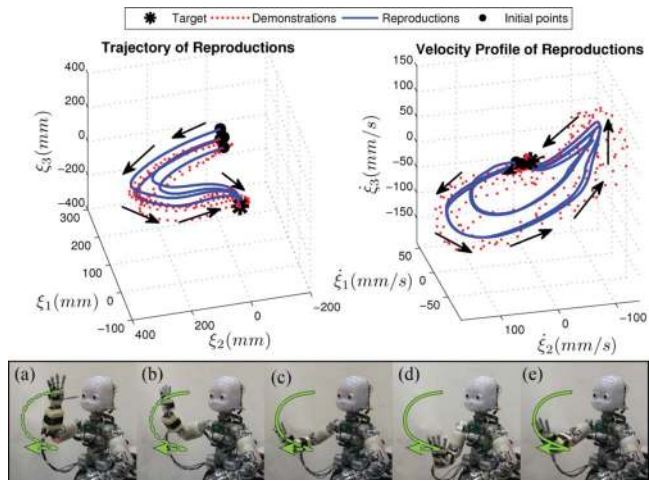 Target Demonstrations Reproductions Initial points
Trajectory of Reproductions
Velocity Profile of Reproductions
400
200
0
−200
−400
ξ3(mm)
300
200
100
0
−100
ξ1(mm)
400
200
0
−200
ξ2(mm)
150
100
50
0
−50
−100
−150
ξ̇3(mm/s)
50
0
−50
ξ̇1(mm/s)
100
0
−100
ξ̇2(mm/s)
(a) (b) (c) (d) (e)